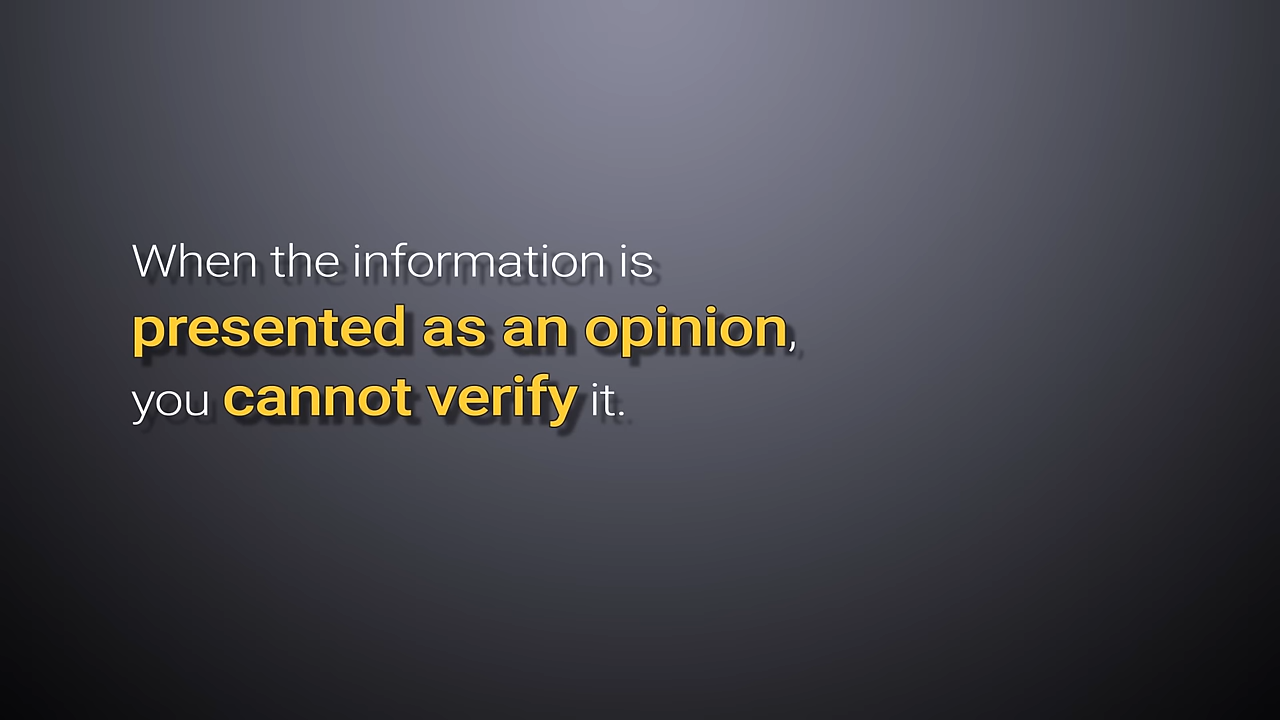 When the information is
presented as an opinion,
you cannot verify it.